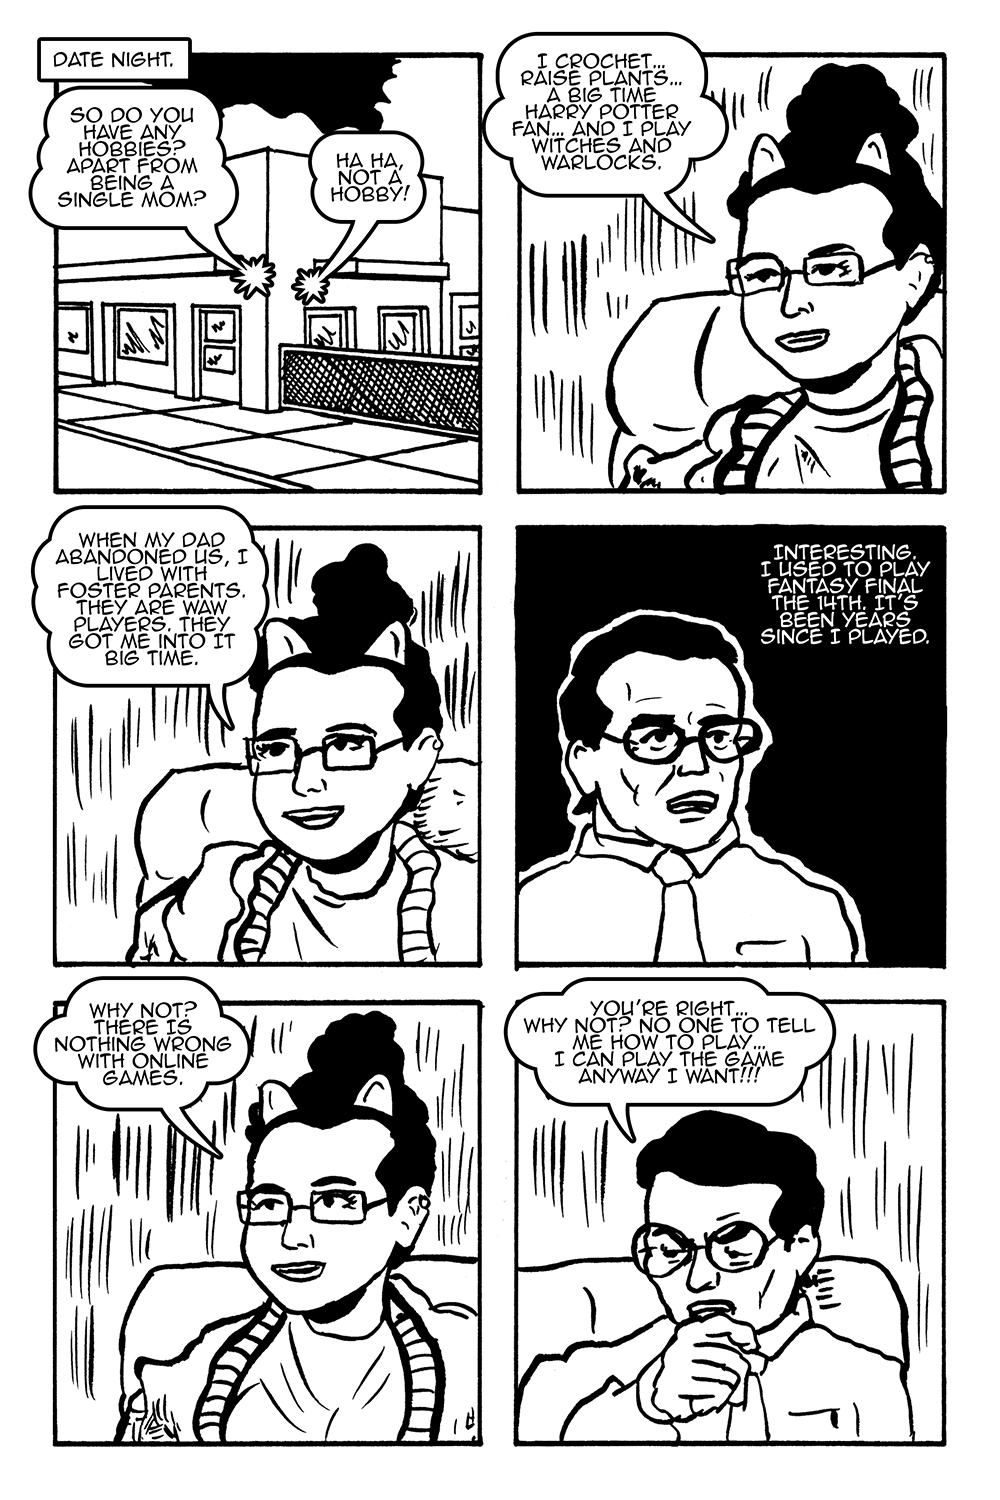 DATE NIGHT.
SO DO YOU
HAVE ANY
HOBBIES?
APART FROM
BEING A
SINGLE MOM?
HA HA,
NOT A
HOBBY!
I CROCHET...
RAISE PLANTS...
A BIG TIME
HARRY POTTER
FAN... AND I PLAY
WITCHES AND
WARLOCKS.
WHEN MY DAD
ABANDONED US, I
LIVED WITH
FOSTER PARENTS.
THEY ARE WAW
PLAYERS. THEY
GOT ME INTO IT
BIG TIME.
INTERESTING.
I USED TO PLAY
FANTASY FINAL
THE 14TH. IT'S
BEEN YEARS
SINCE I PLAYED.
WHY NOT?
THERE IS
NOTHING WRONG
WITH ONLINE
GAMES.
YOU'RE RIGHT...
WHY NOT? NO ONE TO TELL
ME HOW TO PLAY...
I CAN PLAY THE GAME
ANYWAY I WANT!!!